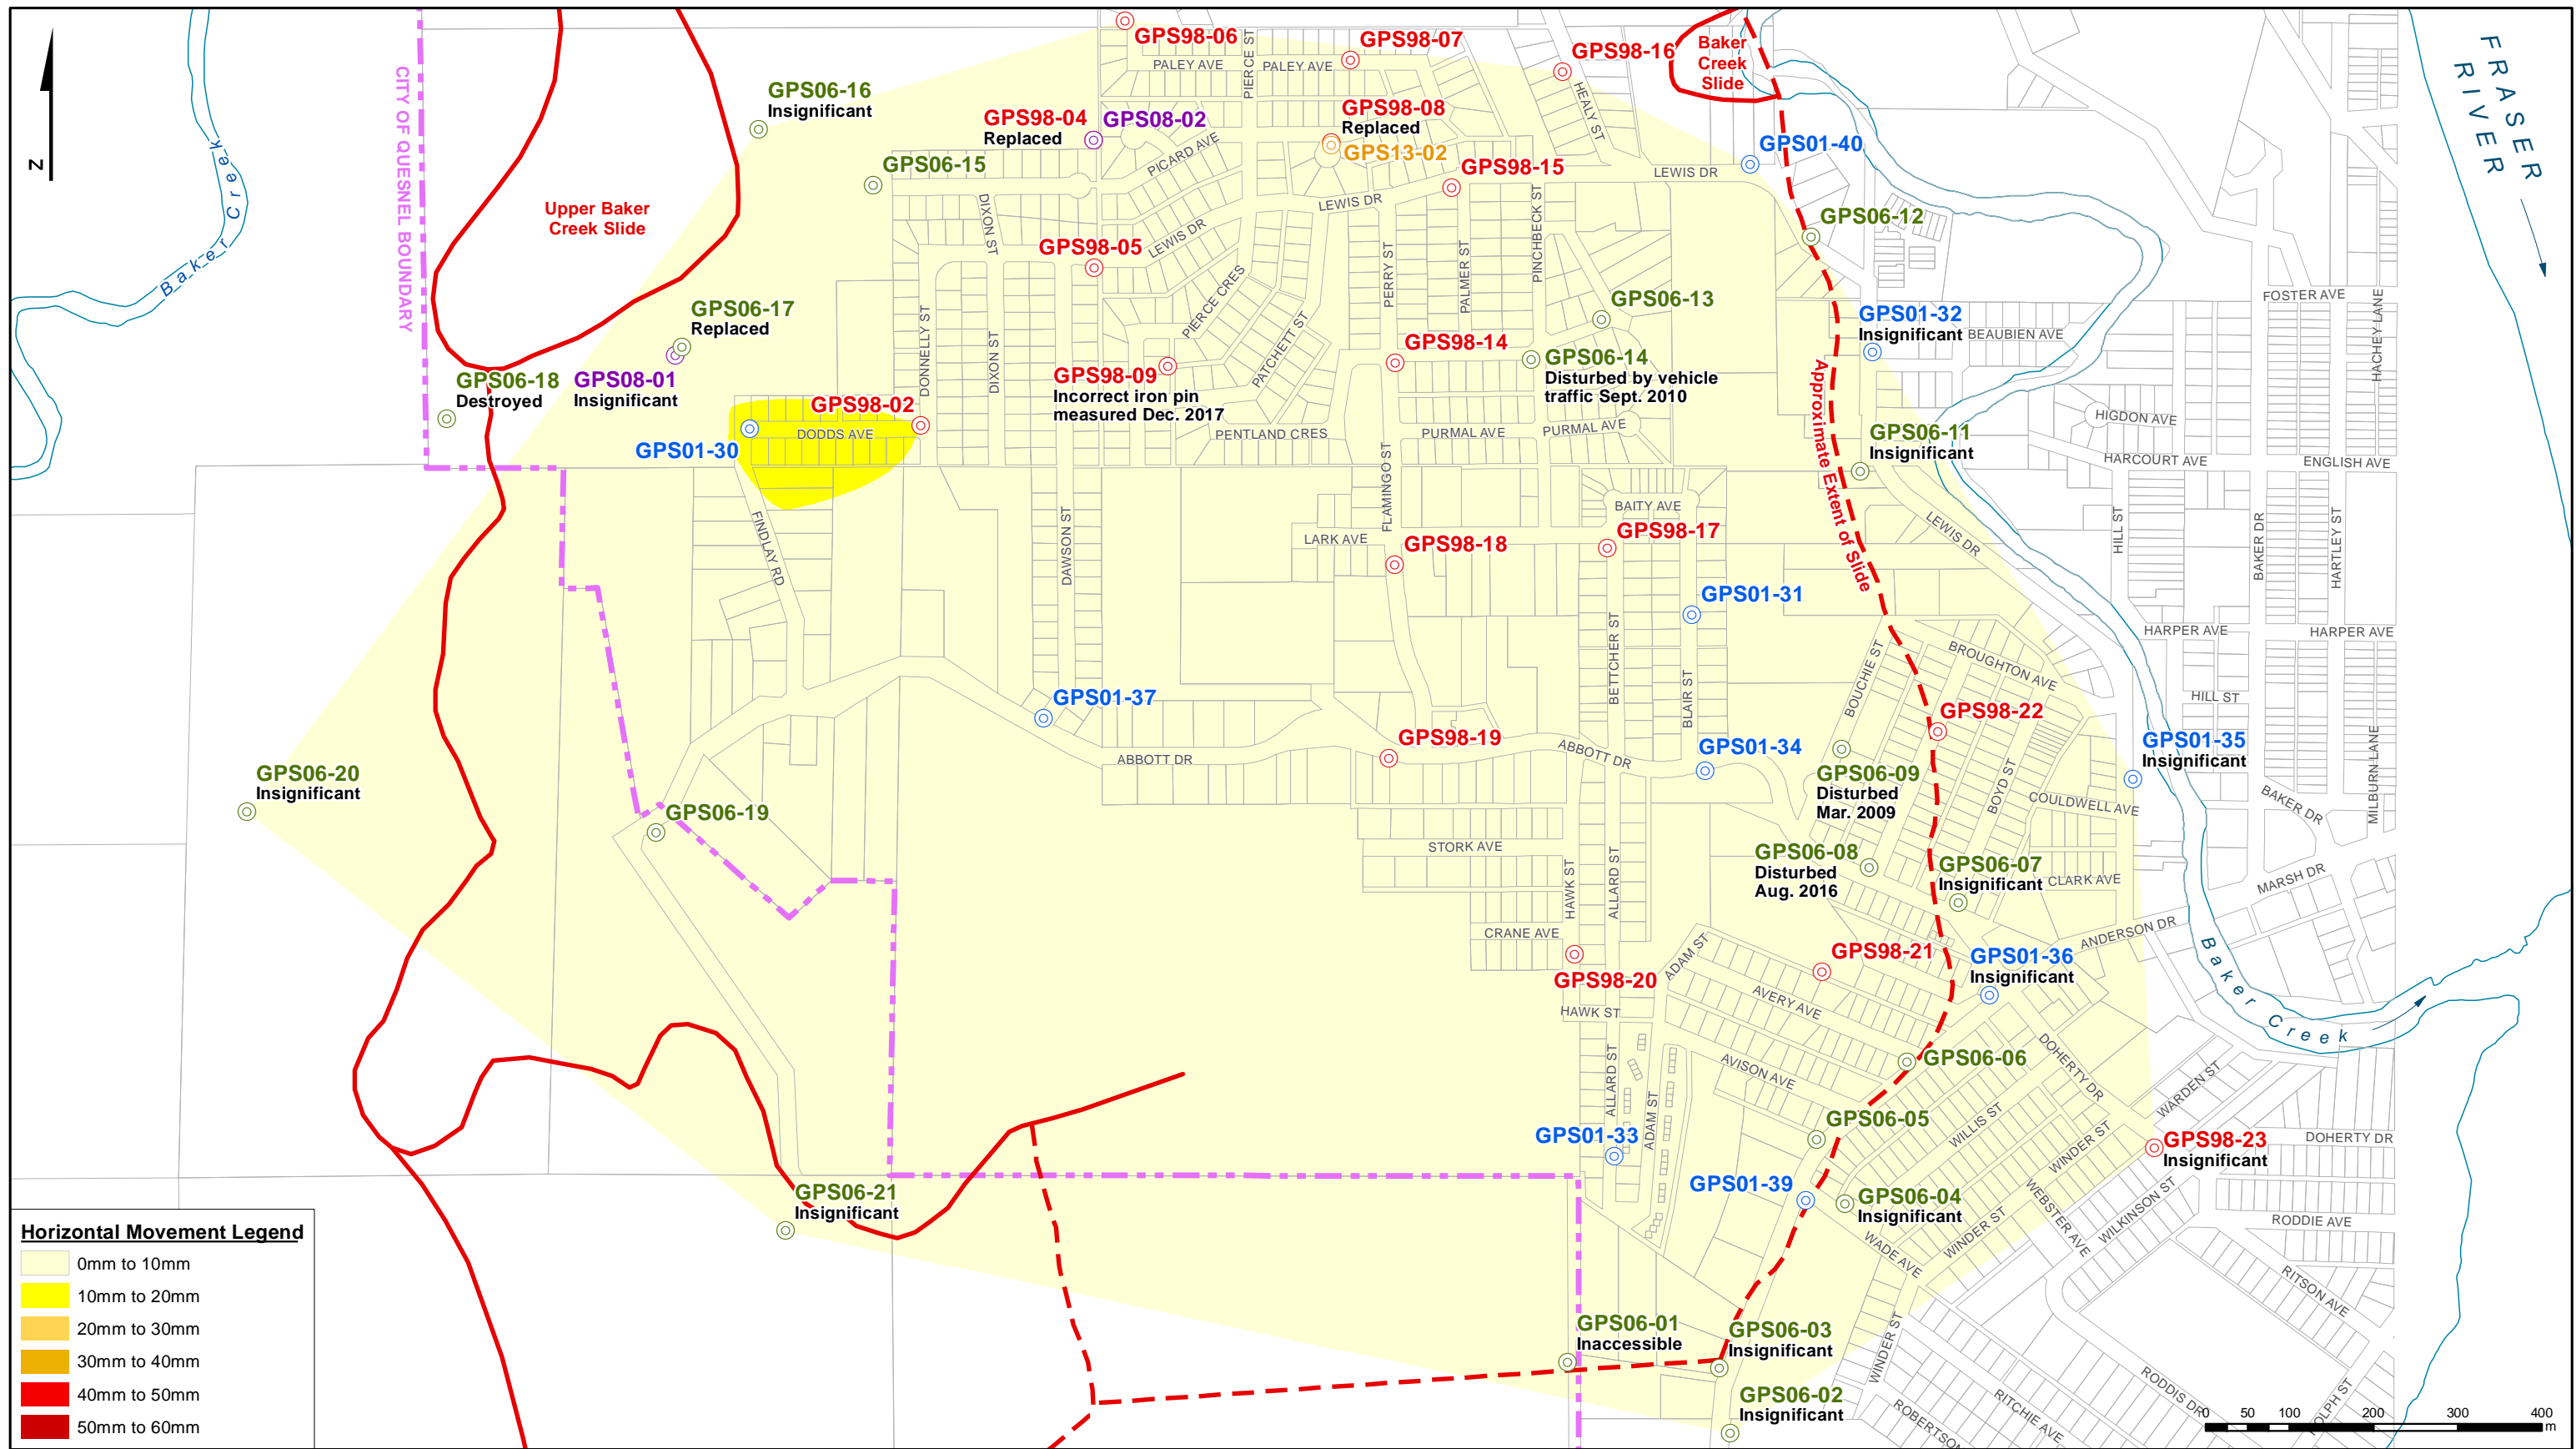 GPS98-06
GPS98-07
GPS98-16
Baker
Creek
Slide
FRASER
RIVER
PALEY AVE
PALEY AVE
PIERCE ST
HEALY ST
CITY OF QUESNEL BOUNDARY
Baker Creek
N
GPS06-16
Insignificant
GPS98-04
Replaced
GPS08-02
GPS98-08
Replaced
GPS13-02
PICARD AVE
GPS01-40
GPS06-15
GPS98-15
LEWIS DR
LEWIS DR
Upper Baker
Creek Slide
DIXON ST
GPS98-05
LEWIS DR
PINCHBECK ST
GPS06-12
PERRY ST
PALMER ST
PIERCE CRES
GPS06-17
Replaced
GPS06-13
FOSTER AVE
HACHEY LANE
GPS01-32
Insignificant
BEAUBIEN AVE
DONNELLY ST
DIXON ST
PATCHETT ST
GPS98-14
GPS06-14
Disturbed by vehicle
traffic Sept. 2010
GPS06-18
Destroyed
GPS08-01
Insignificant
GPS98-09
Incorrect iron pin
measured Dec. 2017
GPS98-02
Approximate Extent of Slide
HIGDON AVE
GPS01-30
DODDS AVE
PENTLAND CRES
PURMAL AVE
PURMAL AVE
GPS06-11
Insignificant
HARCOURT AVE
ENGLISH AVE
FLAMINGO ST
BAITY AVE
FINDLAY RD
DAWSON ST
LARK AVE
GPS98-18
GPS98-17
LEWIS DR
HILL ST
BAKER DR
HARTLEY ST
GPS01-31
BETTCHER ST
BLAIR ST
BOUCHIE ST
BROUGHTON AVE
HARPER AVE
HARPER AVE
HILL ST
GPS01-37
GPS98-22
GPS98-19
ABBOTT DR
ABBOTT DR
GPS01-34
GPS01-35
Insignificant
MILBURN LANE
GPS06-20
Insignificant
GPS06-09
Disturbed
Mar. 2009
BOYD ST
COULDWELL AVE
BAKER DR
GPS06-19
STORK AVE
GPS06-08
Disturbed
Aug. 2016
GPS06-07
Insignificant
CLARK AVE
MARSH DR
HAWK ST
ALLARD ST
CRANE AVE
ADAM ST
GPS98-21
ANDERSON DR
GPS01-36
Insignificant
Baker Creek
GPS98-20
AVERY AVE
HAWK ST
AVISON AVE
GPS06-06
DOHERTY DR
ALLARD ST
ADAM ST
GPS06-05
WILLIS ST
WARDEN ST
GPS01-33
WINDER ST
GPS98-23
Insignificant
DOHERTY DR
GPS01-39
GPS06-04
Insignificant
GPS06-21
Insignificant
WEBSTER AVE
WILKINSON ST
WINDER ST
WADE AVE
RODDIE AVE
RITSON AVE
GPS06-01
Inaccessible
GPS06-03
Insignificant
WINDER ST
GPS06-02
Insignificant
RODDIS DR
RITCHIE AVE
ROBERTSON
OLPH ST
Horizontal Movement Legend
0mm to 10mm
10mm to 20mm
20mm to 30mm
30mm to 40mm
40mm to 50mm
50mm to 60mm
0 50 100 200 300 400
m